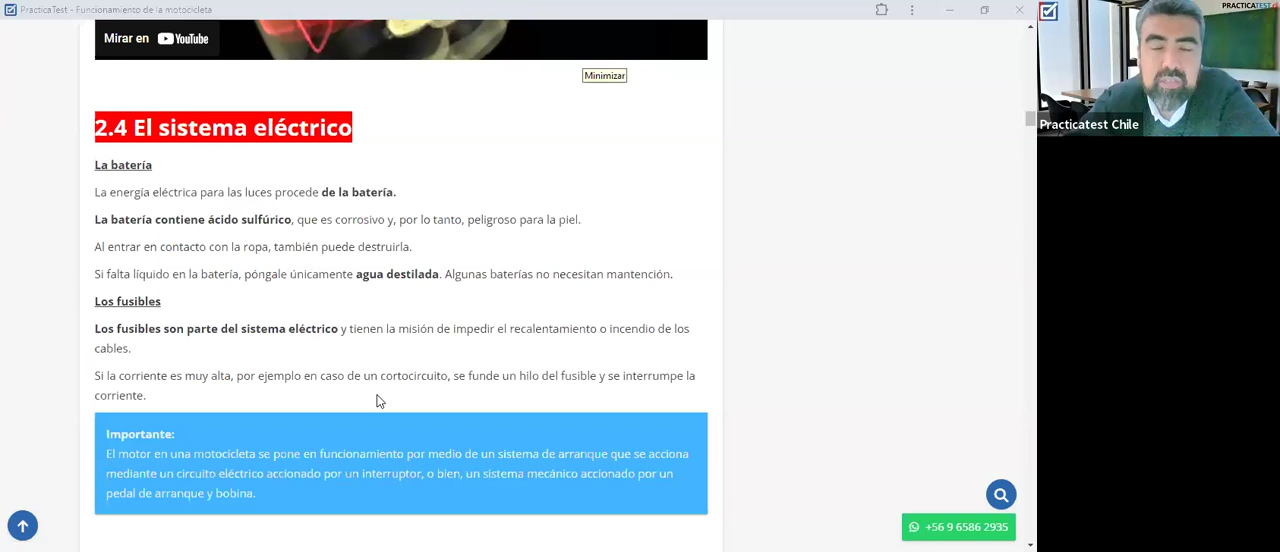 PracticaTest - Funcionamiento de la motocicleta
PRACTICATEST
Mirar en YouTube
Minimizar
Practicatest Chile
2.4 El sistema eléctrico
La batería
La energía eléctrica para las luces procede de la batería.
La batería contiene ácido sulfúrico, que es corrosivo y, por lo tanto, peligroso para la piel.
Al entrar en contacto con la ropa, también puede destruirla.
Si falta líquido en la batería, póngale únicamente agua destilada. Algunas baterías no necesitan mantención.
Los fusibles
Los fusibles son parte del sistema eléctrico y tienen la misión de impedir el recalentamiento o incendio de los
cables.
Si la corriente es muy alta, por ejemplo en caso de un cortocircuito, se funde un hilo del fusible y se interrumpe la
corriente.
Importante:
El motor en una motocicleta se pone en funcionamiento por medio de un sistema de arranque que se acciona
mediante un circuito eléctrico accionado por un interruptor, o bien, un sistema mecánico accionado por un
pedal de arranque y bobina.
+56 9 6586 2935